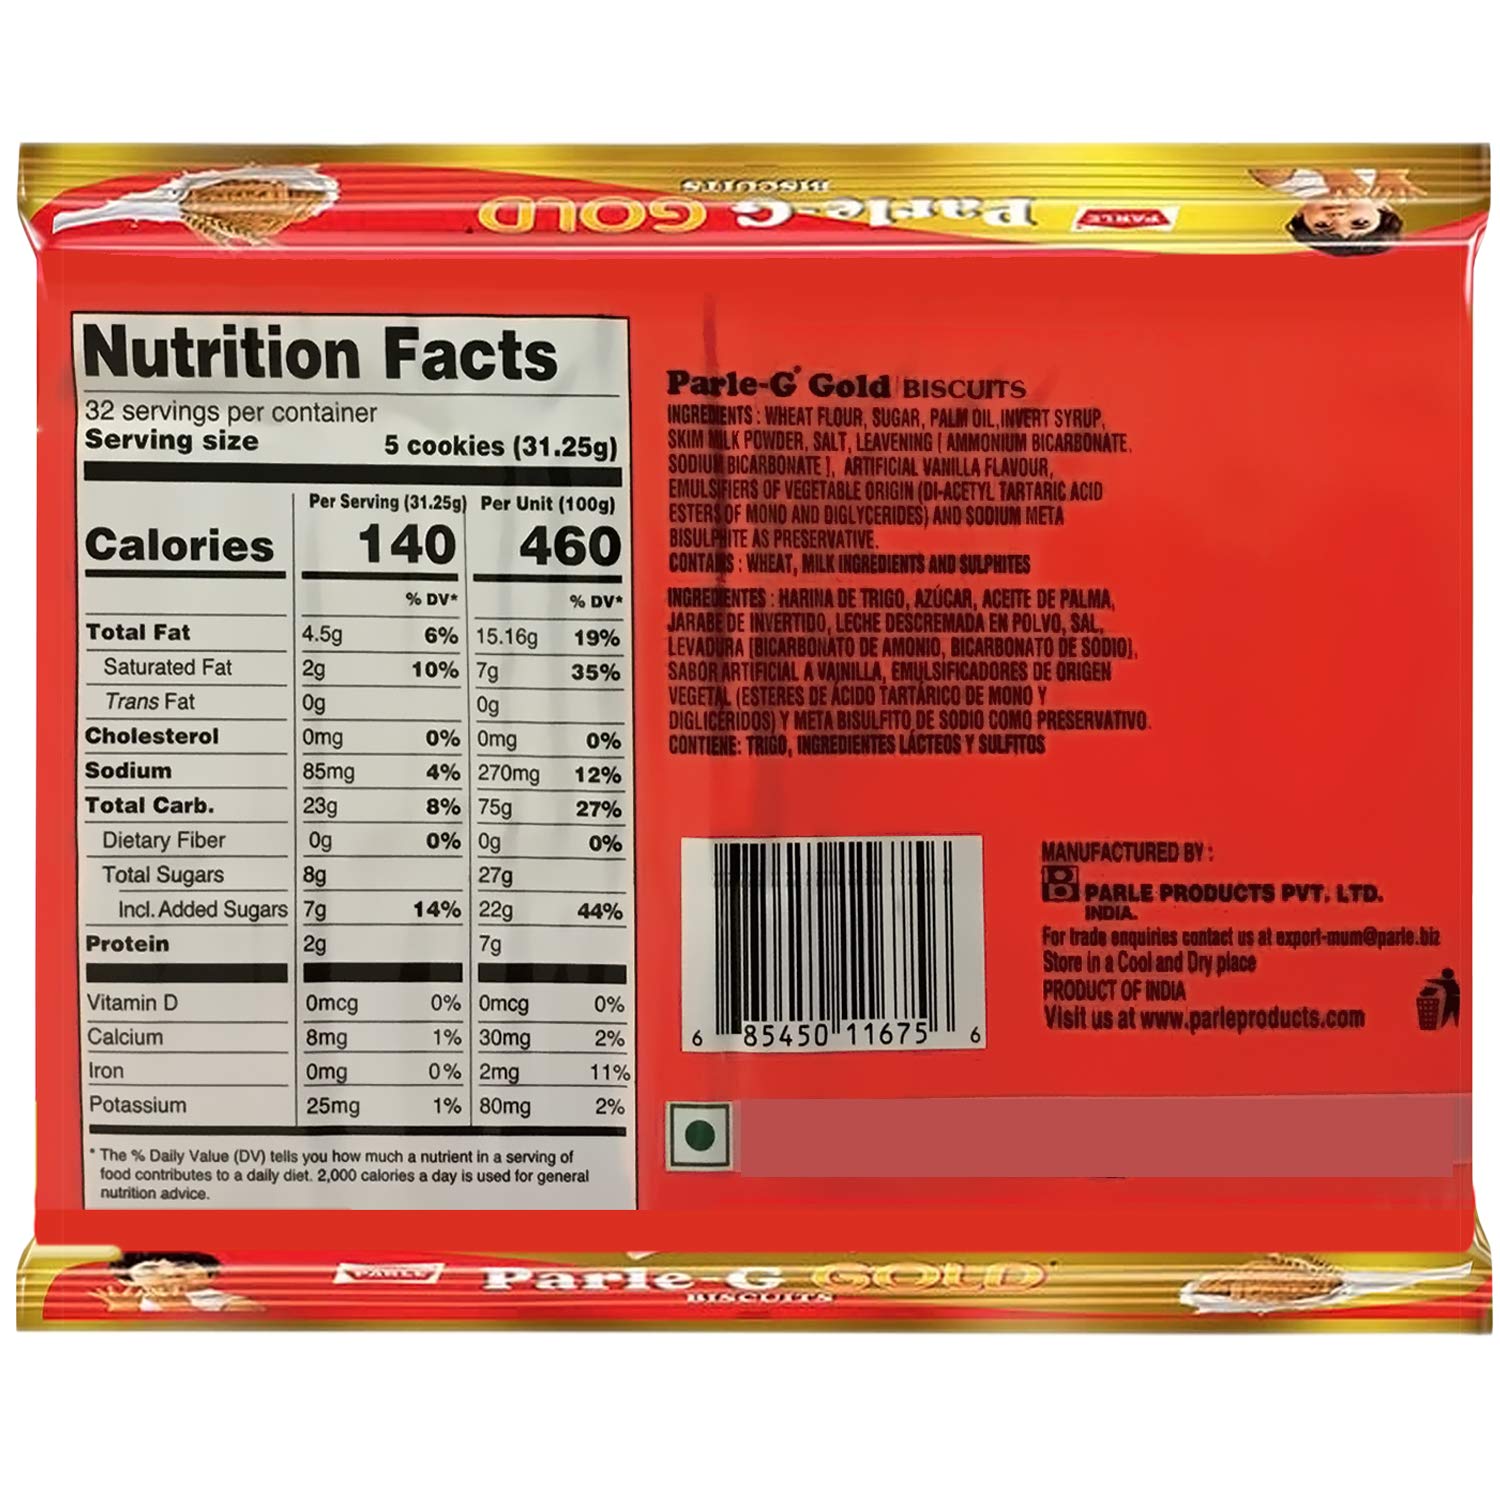 PARLE Parle-G GOLD
BISCUITS
Nutrition Facts
32 servings per container
Serving size 5 cookies (31.25g)
Per Serving (31.25g) Per Unit (100g)
Calories 140 460
% DV* % DV*
Total Fat 4.5g 6% 15.16g 19%
Saturated Fat 2g 10% 7g 35%
Trans Fat 0g 0g
Cholesterol 0mg 0% 0mg 0%
Sodium 85mg 4% 270mg 12%
Total Carb. 23g 8% 75g 27%
Dietary Fiber 0g 0% 0g 0%
Total Sugars 8g 27g
Incl. Added Sugars 7g 14% 22g 44%
Protein 2g 7g
Vitamin D 0mcg 0% 0mcg 0%
Calcium 8mg 1% 30mg 2%
Iron 0mg 0% 2mg 11%
Potassium 25mg 1% 80mg 2%
* The % Daily Value (DV) tells you how much a nutrient in a serving of
food contributes to a daily diet. 2,000 calories a day is used for general
nutrition advice.
Parle-G® Gold BISCUITS
INGREDIENTS : WHEAT FLOUR, SUGAR, PALM OIL, INVERT SYRUP,
SKIM MILK POWDER, SALT, LEAVENING [ AMMONIUM BICARBONATE,
SODIUM BICARBONATE ], ARTIFICIAL VANILLA FLAVOUR,
EMULSIFIERS OF VEGETABLE ORIGIN (DI-ACETYL TARTARIC ACID
ESTERS OF MONO AND DIGLYCERIDES) AND SODIUM META
BISULPHITE AS PRESERVATIVE.
CONTAINS : WHEAT, MILK INGREDIENTS AND SULPHITES
INGREDIENTES : HARINA DE TRIGO, AZÚCAR, ACEITE DE PALMA,
JARABE DE INVERTIDO, LECHE DESCREMADA EN POLVO, SAL,
LEVADURA [BICARBONATO DE AMONIO, BICARBONATO DE SODIO],
SABOR ARTIFICIAL A VAINILLA, EMULSIFICADORES DE ORIGEN
VEGETAL (ESTERES DE ÁCIDO TARTÁRICO DE MONO Y
DIGLICÉRIDOS) Y META BISULFITO DE SODIO COMO PRESERVATIVO.
CONTIENE: TRIGO, INGREDIENTES LÁCTEOS Y SULFITOS
6 85450 11675 6
MANUFACTURED BY :
PARLE PRODUCTS PVT. LTD.
INDIA.
For trade enquiries contact us at export-mum@parle.biz
Store in a Cool and Dry place
PRODUCT OF INDIA
Visit us at www.parleproducts.com
PARLE Parle-G GOLD
BISCUITS